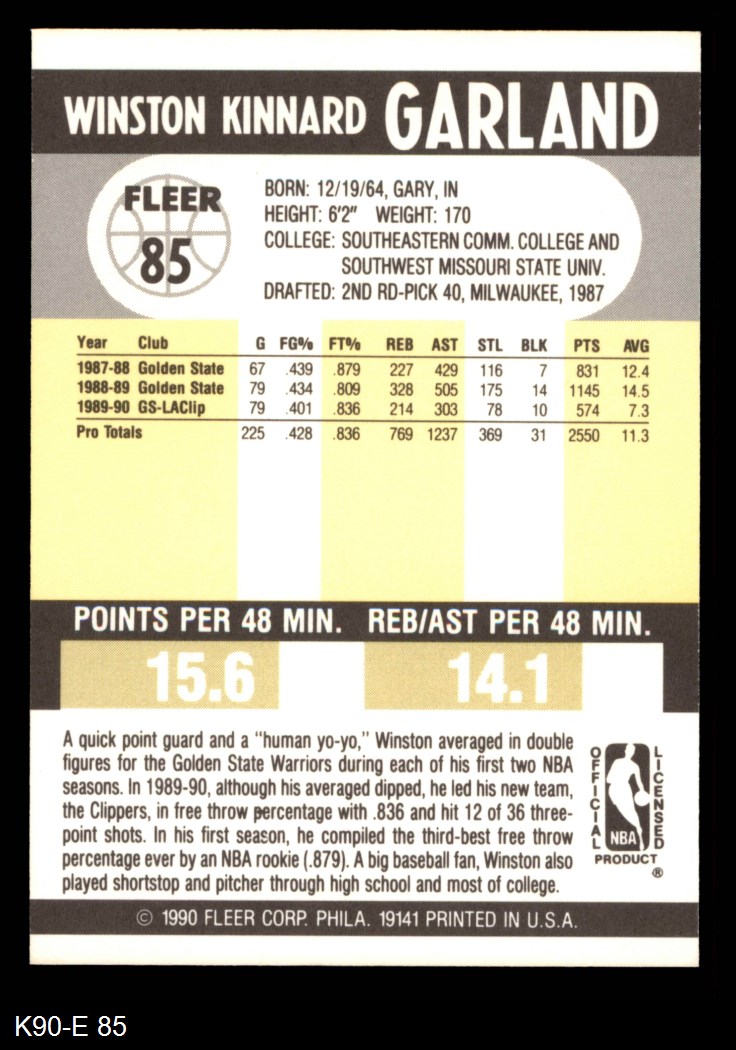 WINSTON KINNARD GARLAND
FLEER
85
BORN: 12/19/64, GARY, IN
HEIGHT: 6'2" WEIGHT: 170
COLLEGE: SOUTHEASTERN COMM. COLLEGE AND
SOUTHWEST MISSOURI STATE UNIV.
DRAFTED: 2ND RD-PICK 40, MILWAUKEE, 1987
Year Club G FG% FT% REB AST STL BLK PTS AVG
1987-88 Golden State 67 .439 .879 227 429 116 7 831 12.4
1988-89 Golden State 79 .434 .809 328 505 175 14 1145 14.5
1989-90 GS-LAClip 79 .401 .836 214 303 78 10 574 7.3
Pro Totals 225 .428 .836 769 1237 369 31 2550 11.3
POINTS PER 48 MIN. REB/AST PER 48 MIN.
15.6 14.1
A quick point guard and a "human yo-yo," Winston averaged in double
figures for the Golden State Warriors during each of his first two NBA
seasons. In 1989-90, although his averaged dipped, he led his new team,
the Clippers, in free throw percentage with .836 and hit 12 of 36 three-
point shots. In his first season, he compiled the third-best free throw
percentage ever by an NBA rookie (.879). A big baseball fan, Winston also
played shortstop and pitcher through high school and most of college.
OFFICIAL
NBA
LICENSED
PRODUCT
®
© 1990 FLEER CORP. PHILA. 19141 PRINTED IN U.S.A.
K90-E 85